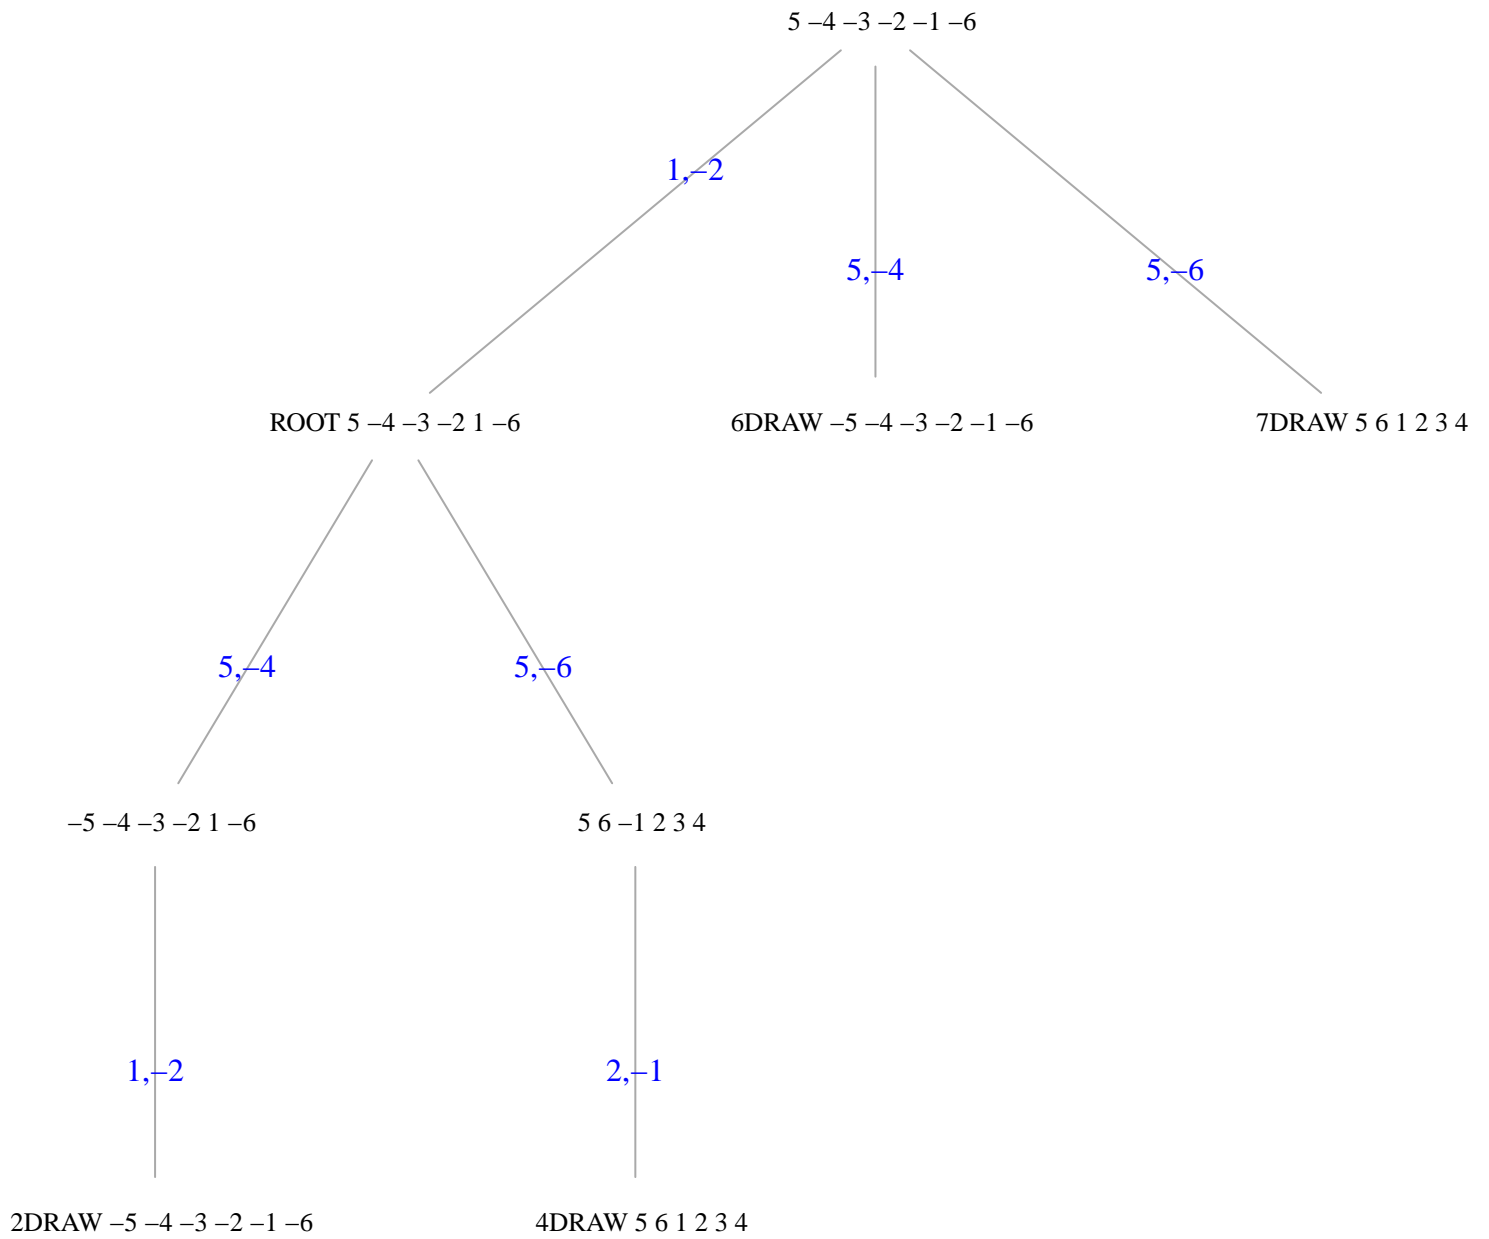 5 –4 –3 –2 –1 –6
1,–2
5,–4
5,–6
ROOT 5 –4 –3 –2 1 –6
6DRAW –5 –4 –3 –2 –1 –6
7DRAW 5 6 1 2 3 4
5,–4
5,–6
–5 –4 –3 –2 1 –6
5 6 –1 2 3 4
1,–2
2,–1
2DRAW –5 –4 –3 –2 –1 –6
4DRAW 5 6 1 2 3 4